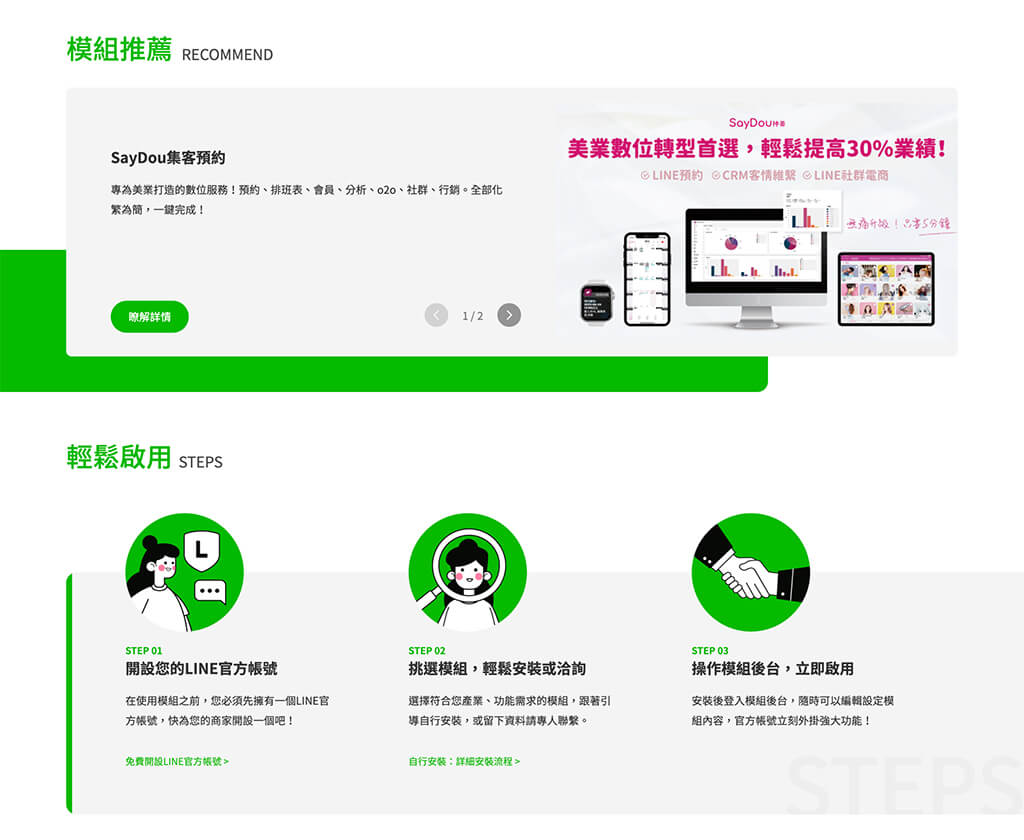 模組推薦 RECOMMEND
SayDou集客預約
專為美業打造的數位服務！預約、排班表、會員、分析、o2o、社群、行銷。全部化
繁為簡，一鍵完成！
瞭解詳情
1 / 2
SayDou神美
美業數位轉型首選，輕鬆提高30%業績!
LINE預約 CRM客情維繫 LINE社群電商
無痛升級！只要5分鐘
輕鬆啟用 STEPS
L
STEP 01
開設您的LINE官方帳號
在使用模組之前，您必須先擁有一個LINE官
方帳號，快為您的商家開設一個吧！
免費開設LINE官方帳號 >
STEP 02
挑選模組，輕鬆安裝或洽詢
選擇符合您產業、功能需求的模組，跟著引
導自行安裝，或留下資料請專人聯繫。
自行安裝：詳細安裝流程 >
STEP 03
操作模組後台，立即啟用
安裝後登入模組後台，隨時可以編輯設定模
組內容，官方帳號立刻外掛強大功能！
STEPS